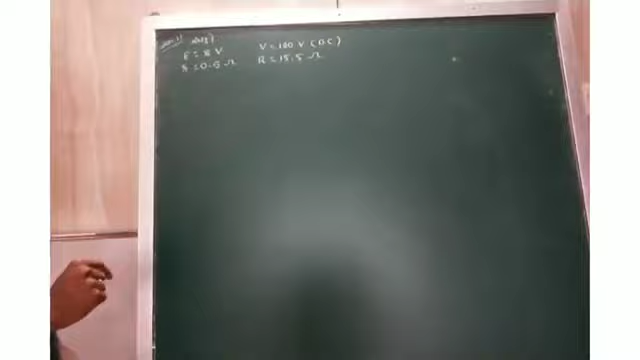 E = 8 V V = 120 V (DC)
r = 0.5 Ω R = 15.5 Ω